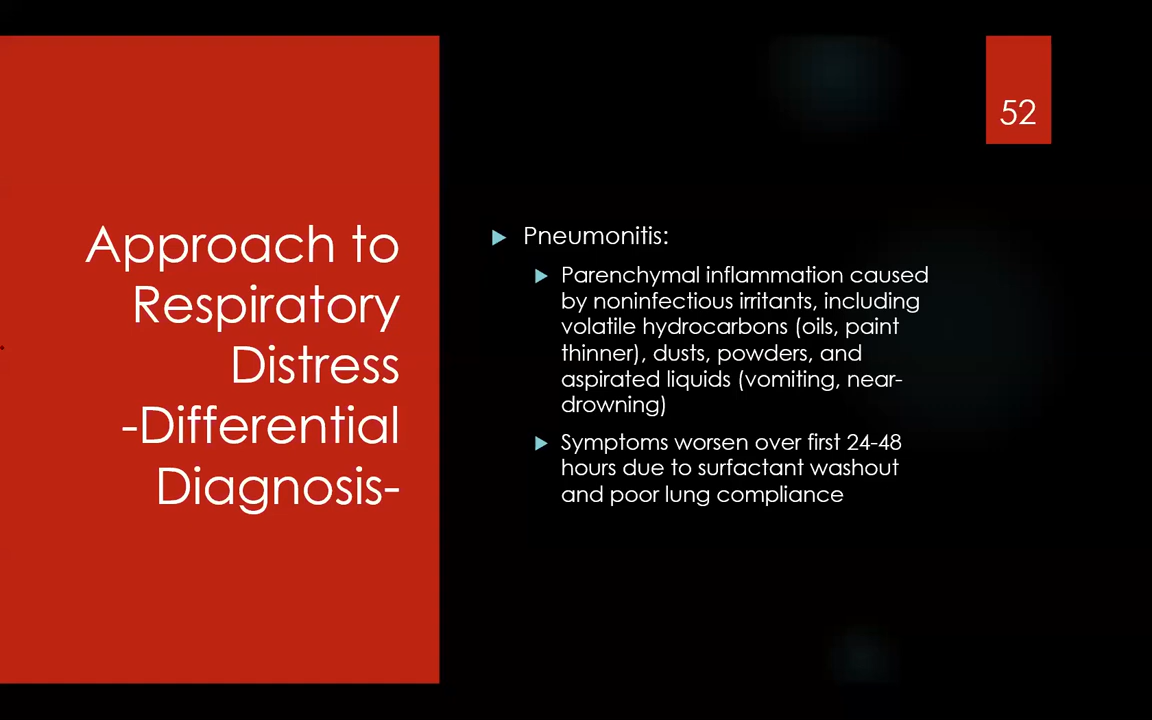 52
Approach to
Respiratory
Distress
-Differential
Diagnosis-
Pneumonitis:
Parenchymal inflammation caused
by noninfectious irritants, including
volatile hydrocarbons (oils, paint
thinner), dusts, powders, and
aspirated liquids (vomiting, near-
drowning)
Symptoms worsen over first 24-48
hours due to surfactant washout
and poor lung compliance